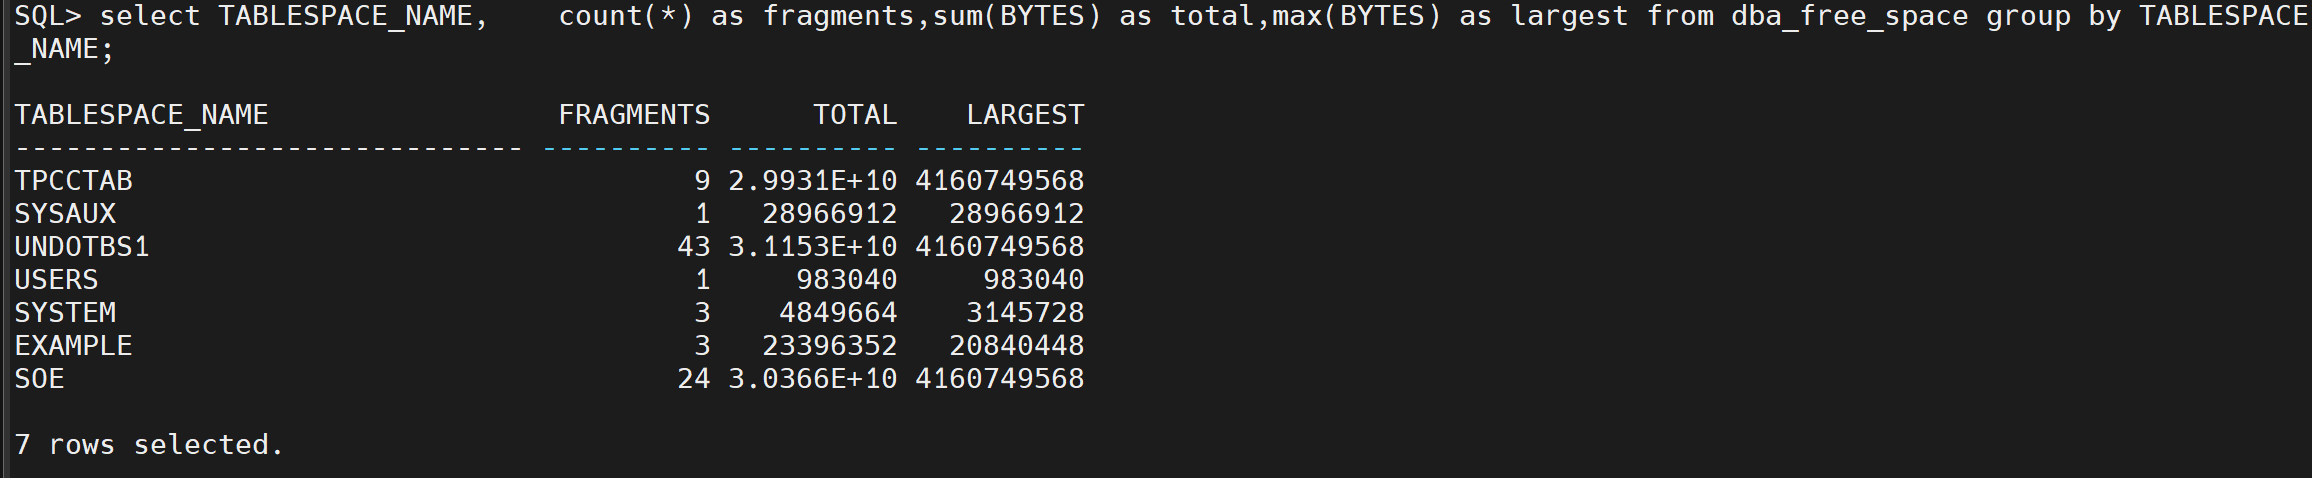 SQL> select TABLESPACE_NAME,    count(*) as fragments,sum(BYTES) as total,max(BYTES) as largest from dba_free_space group by TABLESPACE
_NAME;

TABLESPACE_NAME                 FRAGMENTS      TOTAL    LARGEST
------------------------------ ---------- ---------- ----------
TPCCTAB                                 9 2.9931E+10 4160749568
SYSAUX                                  1   28966912   28966912
UNDOTBS1                               43 3.1153E+10 4160749568
USERS                                   1     983040     983040
SYSTEM                                  3    4849664    3145728
EXAMPLE                                 3   23396352   20840448
SOE                                    24 3.0366E+10 4160749568

7 rows selected.